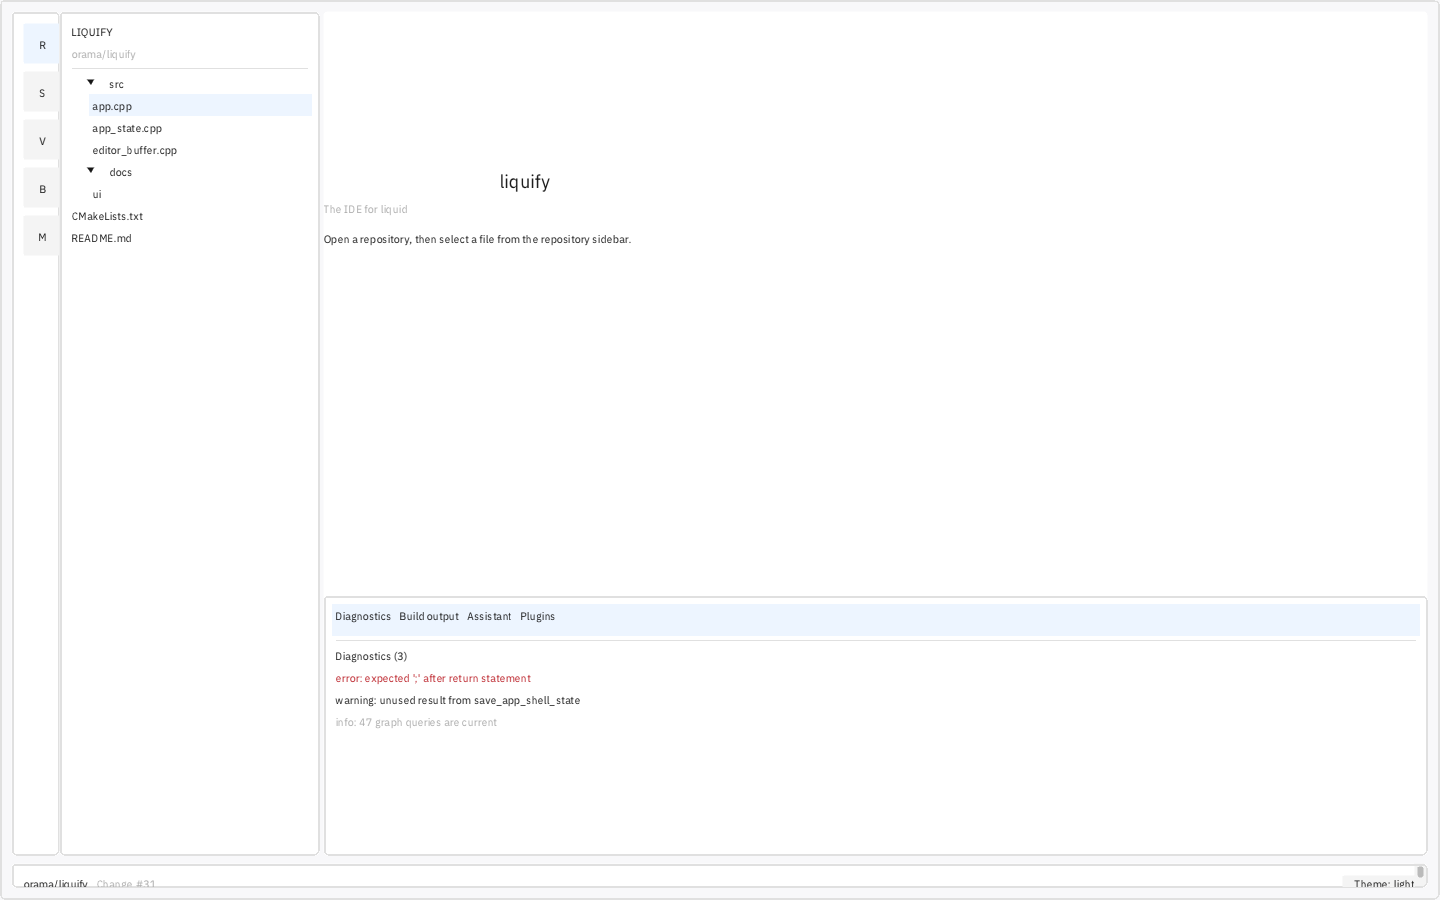 R
S
V
B
M
LIQUIFY
orama/liquify
src
app.cpp
app_state.cpp
editor_buffer.cpp
docs
ui
CMakeLists.txt
README.md
liquify
The IDE for liquid
Open a repository, then select a file from the repository sidebar.
Diagnostics Build output Assistant Plugins
Diagnostics (3)
error: expected ';' after return statement
warning: unused result from save_app_shell_state
info: 47 graph queries are current
orama/liquify Change #31 Theme: light